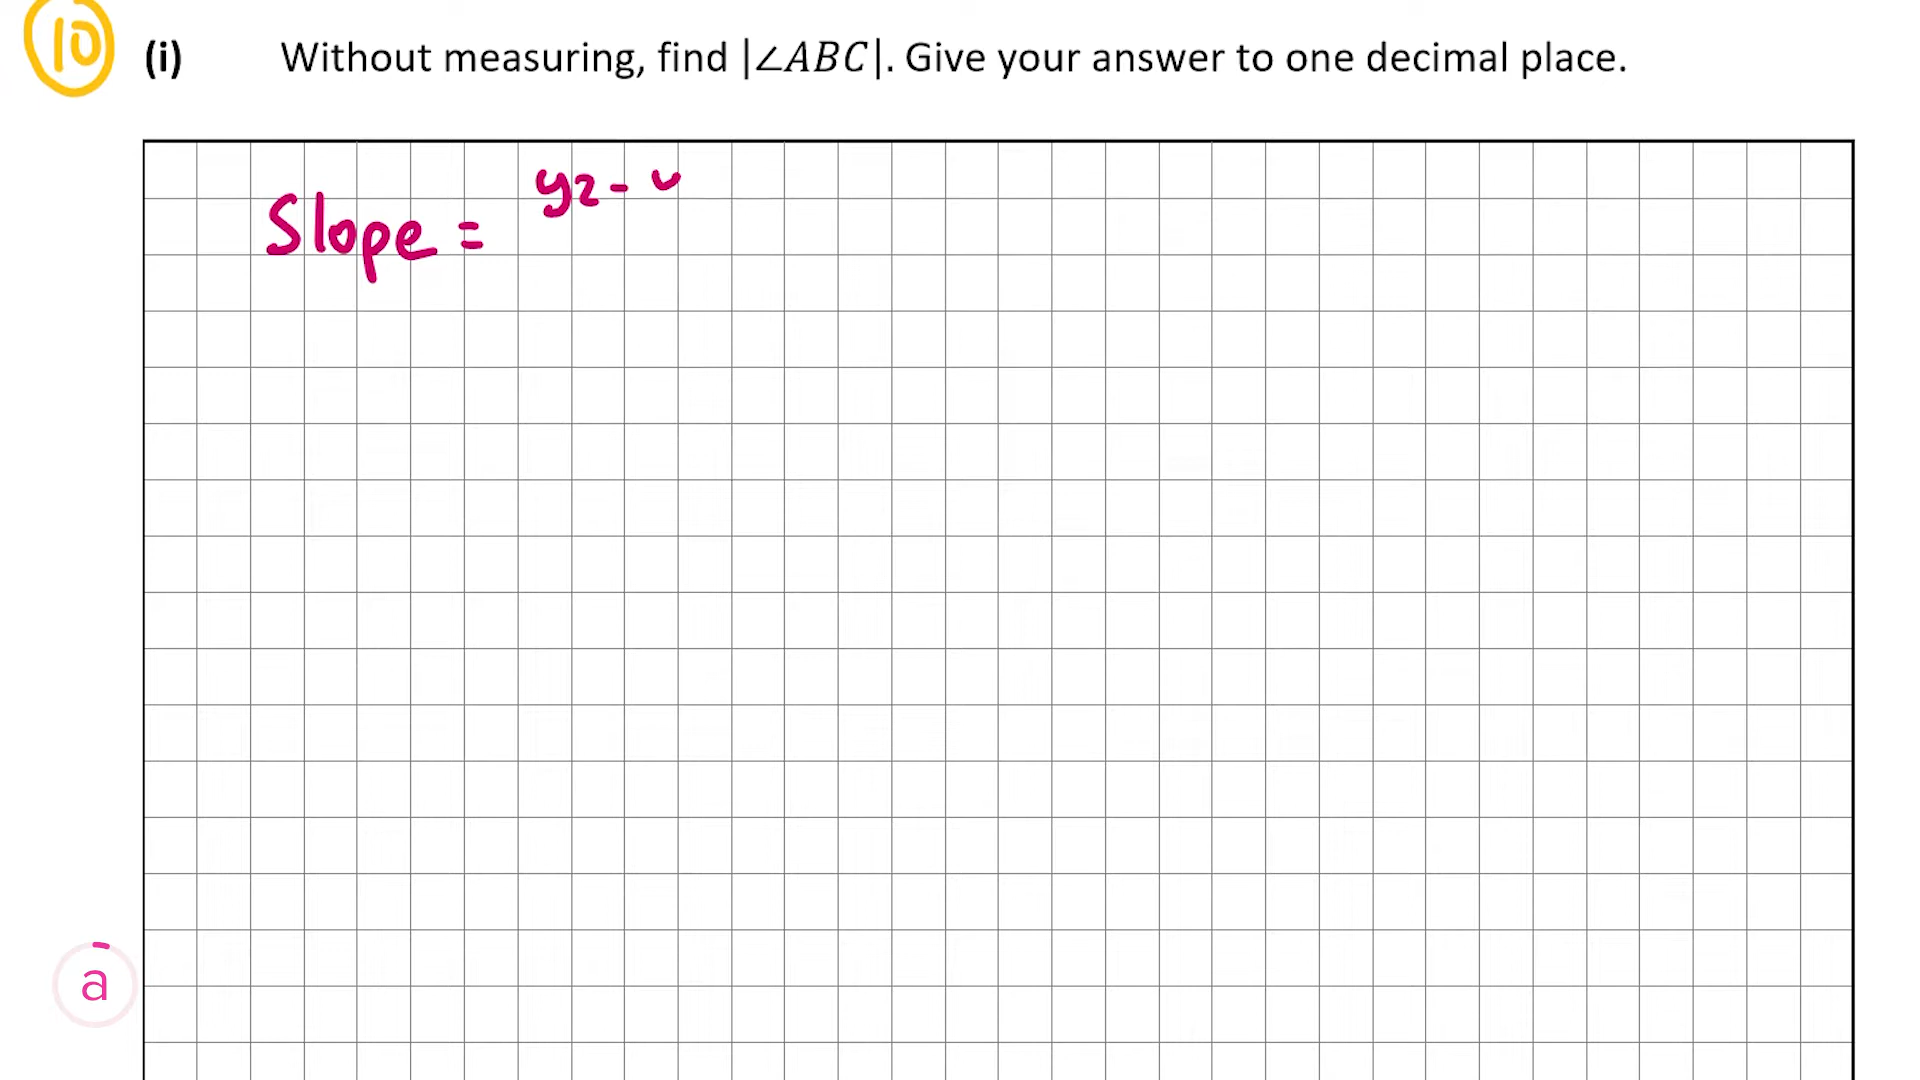 10
(i) Without measuring, find |∠ABC|. Give your answer to one decimal place.
Slope = y2 -
a